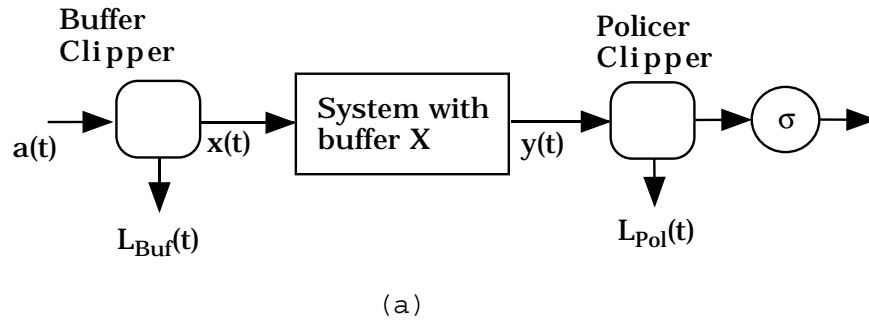 Buffer
Clipper
Policer
Clipper
System with
buffer X
σ
a(t)
x(t)
y(t)
L_Buf(t)
L_Pol(t)
(a)